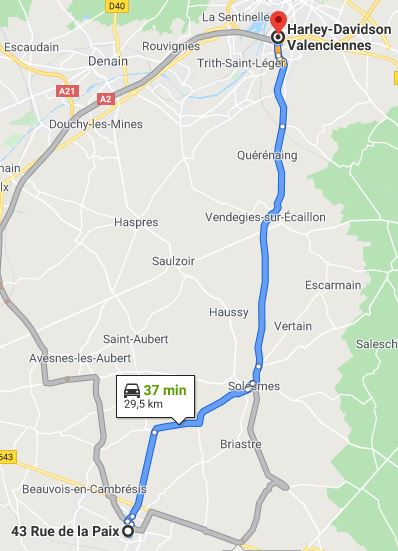 D40
La Sentinelle
Harley-Davidson
Valenciennes
Escaudain
Rouvignies
Denain
Trith-Saint-Léger
A21
A2
Douchy-les-Mines
Quérénaing
Haspres
Vendegies-sur-Écaillon
Saulzoir
Escarmain
Haussy
Vertain
Saint-Aubert
Avesnes-les-Aubert
37 min
29,5 km
Solesmes
Briastre
643
Beauvois-en-Cambrésis
43 Rue de la Paix